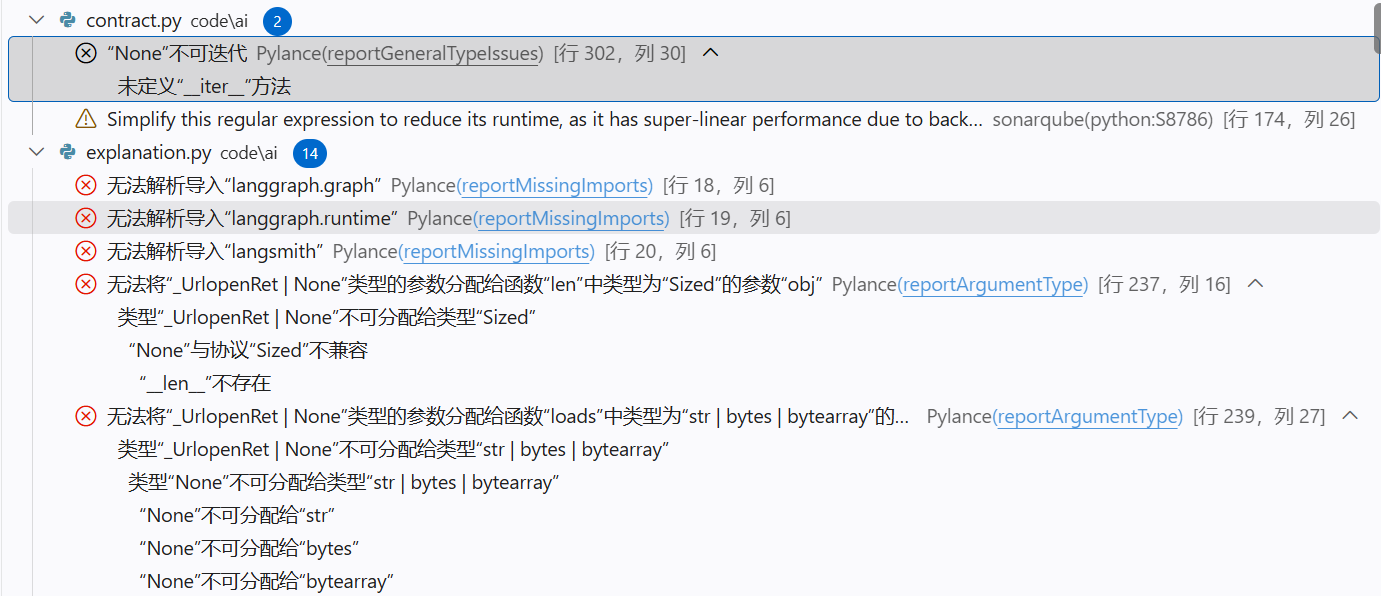 contract.py code\ai 2
“None”不可迭代 Pylance(reportGeneralTypeIssues) [行 302，列 30]
未定义“__iter__”方法
Simplify this regular expression to reduce its runtime, as it has super-linear performance due to back... sonarqube(python:S8786) [行 174，列 26]
explanation.py code\ai 14
无法解析导入“langgraph.graph” Pylance(reportMissingImports) [行 18，列 6]
无法解析导入“langgraph.runtime” Pylance(reportMissingImports) [行 19，列 6]
无法解析导入“langsmith” Pylance(reportMissingImports) [行 20，列 6]
无法将“_UrlopenRet | None”类型的参数分配给函数“len”中类型为“Sized”的参数“obj” Pylance(reportArgumentType) [行 237，列 16]
类型“_UrlopenRet | None”不可分配给类型“Sized”
“None”与协议“Sized”不兼容
“__len__”不存在
无法将“_UrlopenRet | None”类型的参数分配给函数“loads”中类型为“str | bytes | bytearray”的... Pylance(reportArgumentType) [行 239，列 27]
类型“_UrlopenRet | None”不可分配给类型“str | bytes | bytearray”
类型“None”不可分配给类型“str | bytes | bytearray”
“None”不可分配给“str”
“None”不可分配给“bytes”
“None”不可分配给“bytearray”